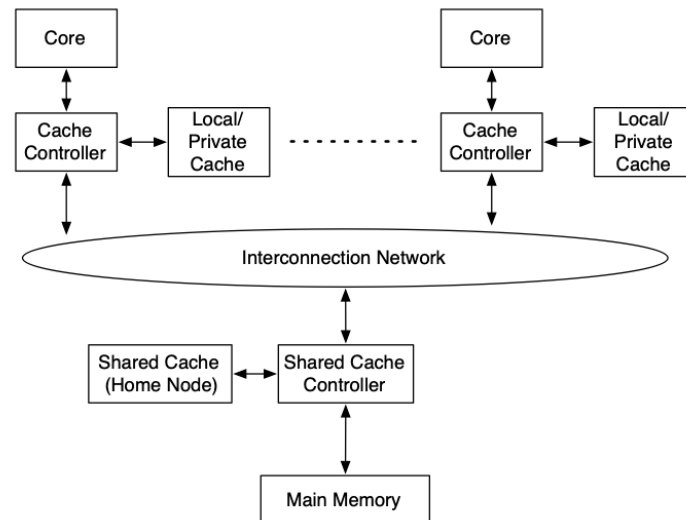 Core
Core
Cache
Controller
Local/
Private
Cache
Cache
Controller
Local/
Private
Cache
Interconnection Network
Shared Cache
(Home Node)
Shared Cache
Controller
Main Memory